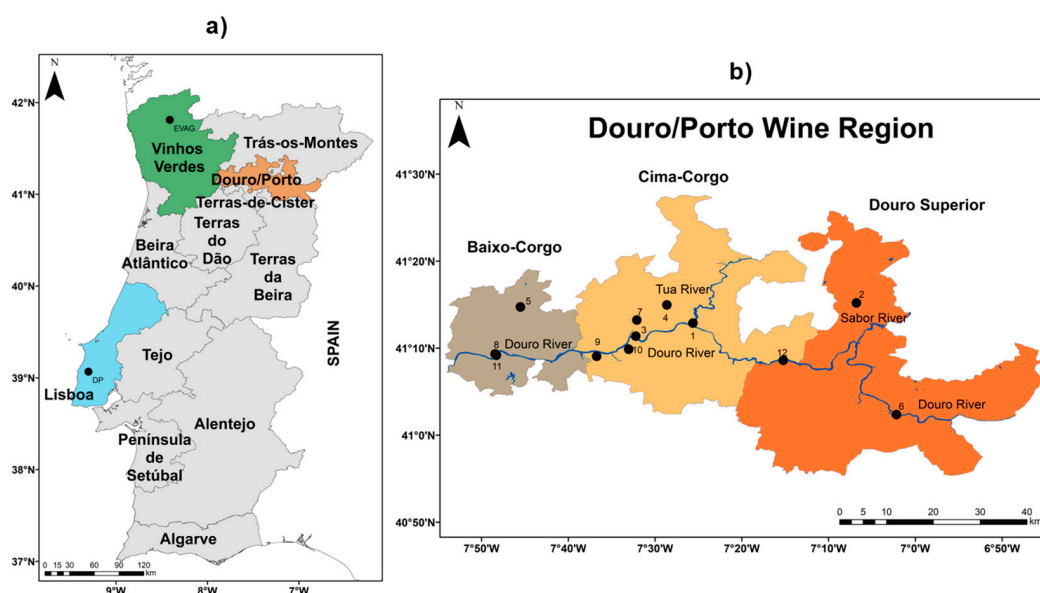 a)
N
42°N
41°N
40°N
39°N
38°N
37°N
EVAG
Vinhos
Verdes
Trás-os-Montes
Douro/Porto
Terras-de-Cister
Terras
do
Dão
Beira
Atlântico
Terras
da
Beira
SPAIN
Tejo
DP
Lisboa
Alentejo
Península
de
Setúbal
Algarve
0 15 30 60 90 120
km
9°W 8°W 7°W
b)
N
Douro/Porto Wine Region
41°30'N
41°20'N
41°10'N
41°0'N
40°50'N
Cima-Corgo
Douro Superior
Baixo-Corgo
5
Tua River
4
7
3
1
2
Sabor River
8
Douro River
11
9
10
Douro River
12
Douro River
6
0 5 10 20 30 40
km
7°50'W 7°40'W 7°30'W 7°20'W 7°10'W 7°0'W 6°50'W